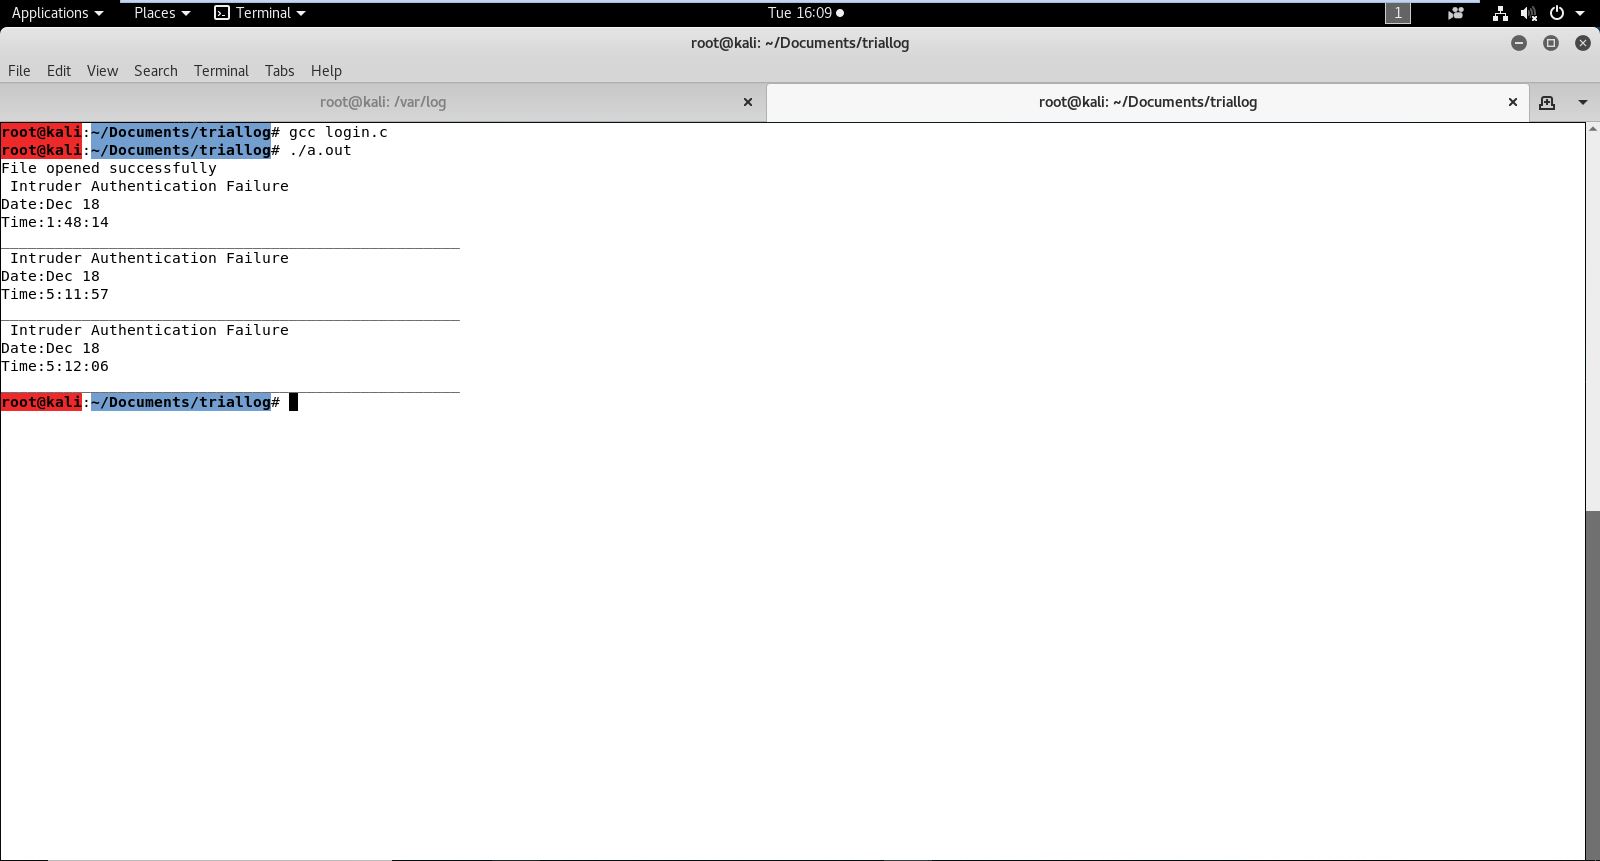 Applications Places Terminal Tue 16:09 1
root@kali: ~/Documents/triallog
File Edit View Search Terminal Tabs Help
root@kali: /var/log root@kali: ~/Documents/triallog
root@kali:~/Documents/triallog# gcc login.c
root@kali:~/Documents/triallog# ./a.out
File opened successfully
Intruder Authentication Failure
Date:Dec 18
Time:1:48:14
___________________________________________________
Intruder Authentication Failure
Date:Dec 18
Time:5:11:57
___________________________________________________
Intruder Authentication Failure
Date:Dec 18
Time:5:12:06
___________________________________________________
root@kali:~/Documents/triallog#